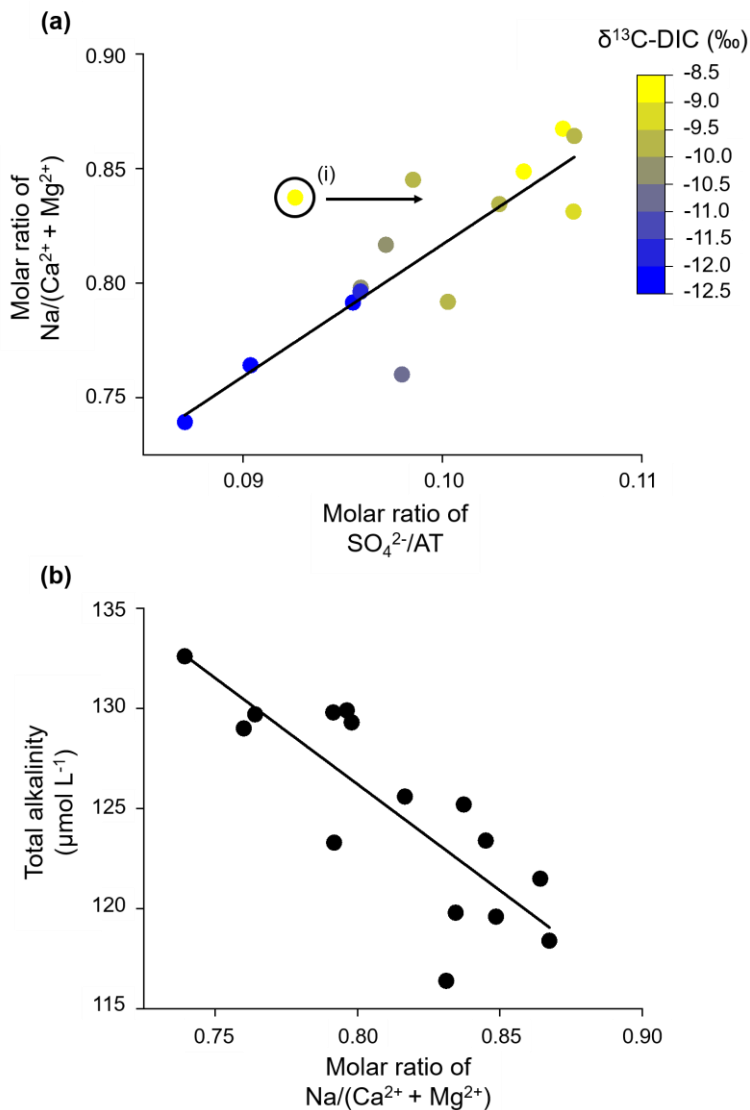 (a)
δ¹³C-DIC (‰)
-8.5
-9.0
-9.5
-10.0
-10.5
-11.0
-11.5
-12.0
-12.5
Molar ratio of
Na/(Ca²⁺ + Mg²⁺)
0.90
0.85
0.80
0.75
(i)
0.09
0.10
0.11
Molar ratio of
SO₄²⁻/AT
(b)
Total alkalinity
(µmol L⁻¹)
135
130
125
120
115
0.75
0.80
0.85
0.90
Molar ratio of
Na/(Ca²⁺ + Mg²⁺)